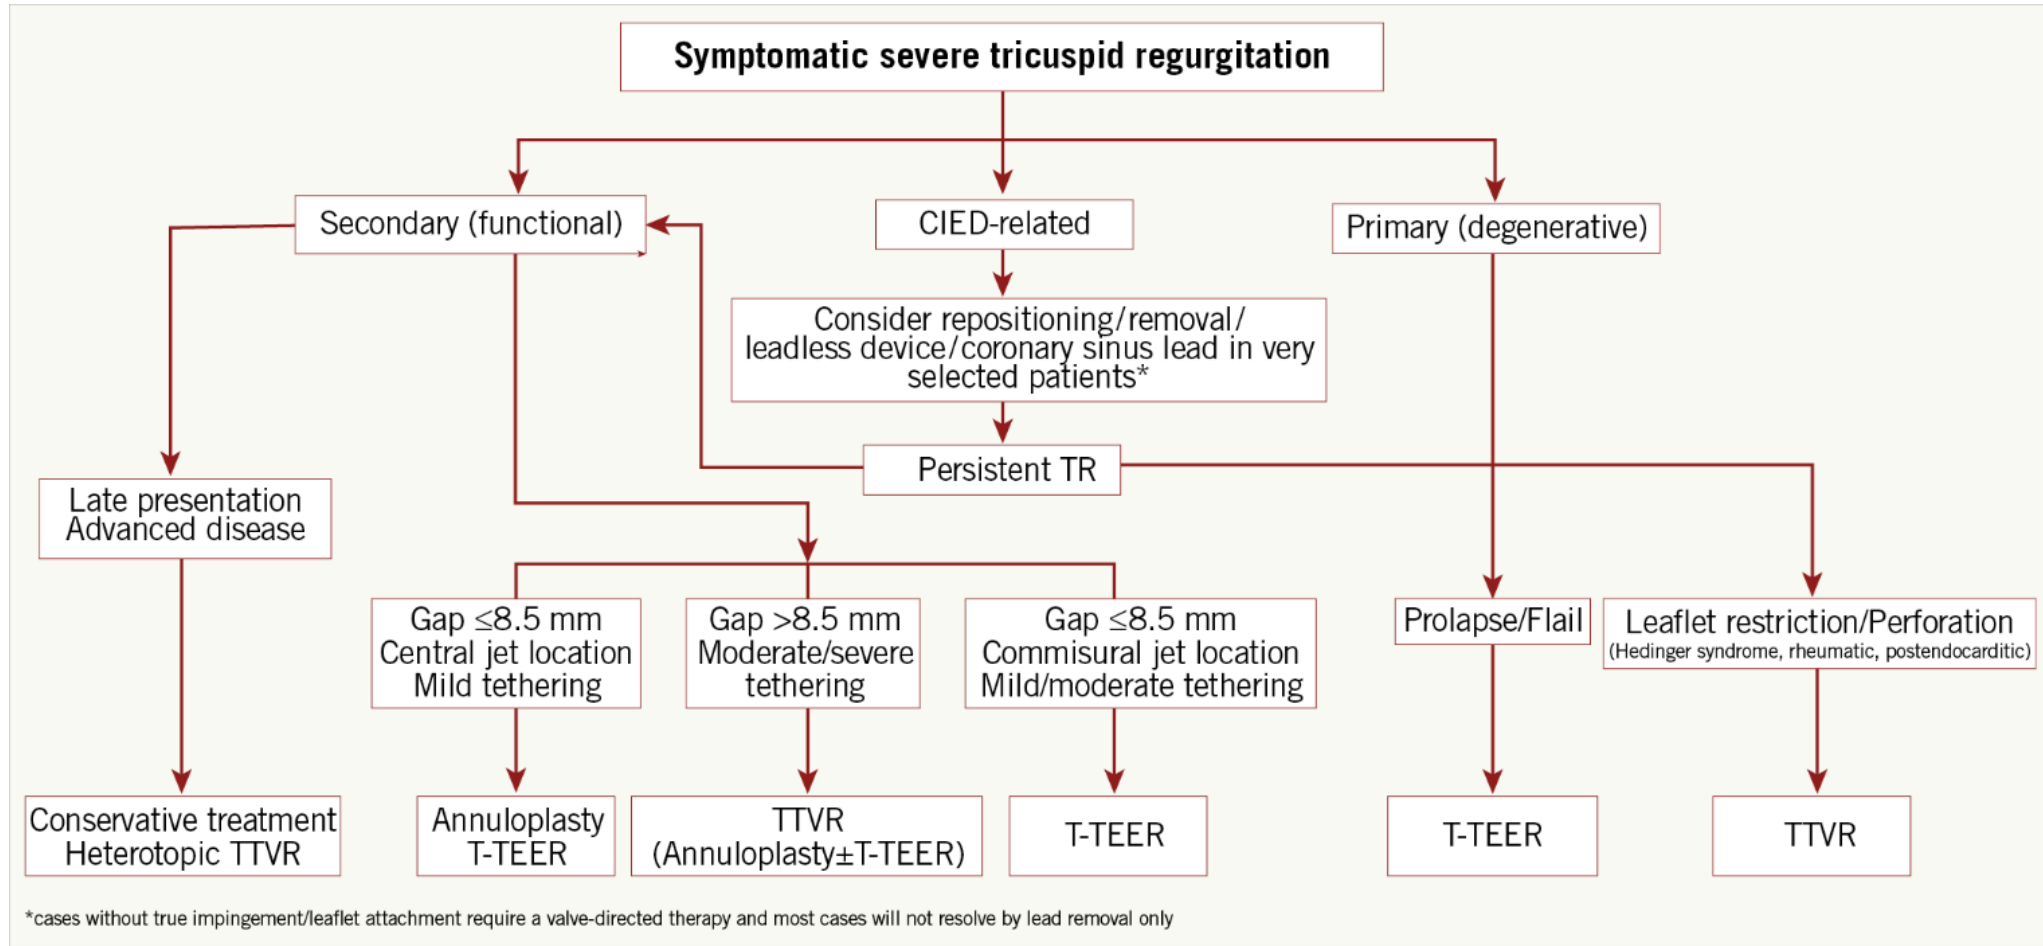 Symptomatic severe tricuspid regurgitation
Secondary (functional)
CIED-related
Primary (degenerative)
Consider repositioning/removal/
leadless device/coronary sinus lead in very
selected patients*
Persistent TR
Late presentation
Advanced disease
Gap ≤8.5 mm
Central jet location
Mild tethering
Gap >8.5 mm
Moderate/severe
tethering
Gap ≤8.5 mm
Commisural jet location
Mild/moderate tethering
Prolapse/Flail
Leaflet restriction/Perforation
(Hedinger syndrome, rheumatic, postendocarditic)
Conservative treatment
Heterotopic TTVR
Annuloplasty
T-TEER
TTVR
(Annuloplasty±T-TEER)
T-TEER
T-TEER
TTVR
*cases without true impingement/leaflet attachment require a valve-directed therapy and most cases will not resolve by lead removal only